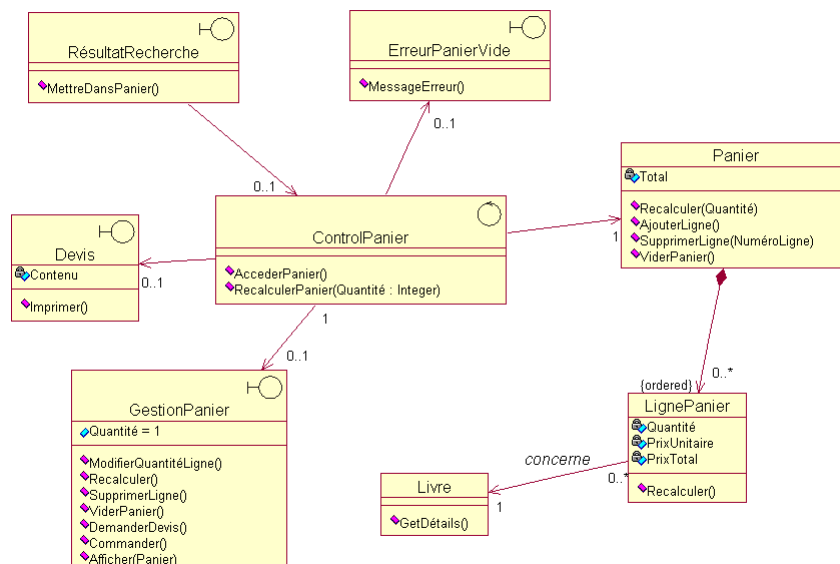 RésultatRecherche
MettreDansPanier()
ErreurPanierVide
MessageErreur()
0..1
0..1
Panier
Total
Recalculer(Quantité)
AjouterLigne()
SupprimerLigne(NuméroLigne)
ViderPanier()
1
ControlPanier
AccederPanier()
RecalculerPanier(Quantité : Integer)
Devis
Contenu
Imprimer()
0..1
1
0..1
GestionPanier
Quantité = 1
ModifierQuantitéLigne()
Recalculer()
SupprimerLigne()
ViderPanier()
DemanderDevis()
Commander()
Afficher(Panier)
0..*
{ordered}
LignePanier
Quantité
PrixUnitaire
PrixTotal
Recalculer()
concerne
0..*
1
Livre
GetDétails()